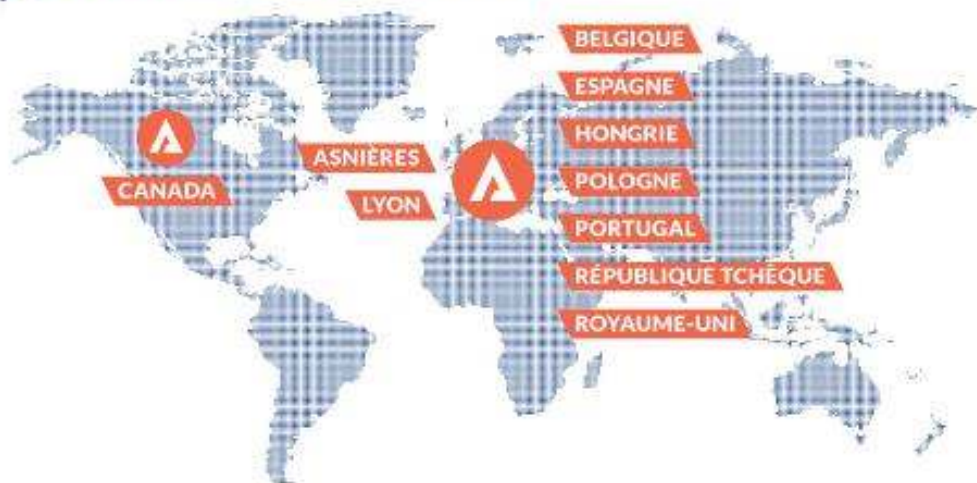 BELGIQUE
ESPAGNE
HONGRIE
ASNIÈRES
POLOGNE
CANADA
LYON
PORTUGAL
RÉPUBLIQUE TCHÈQUE
ROYAUME-UNI